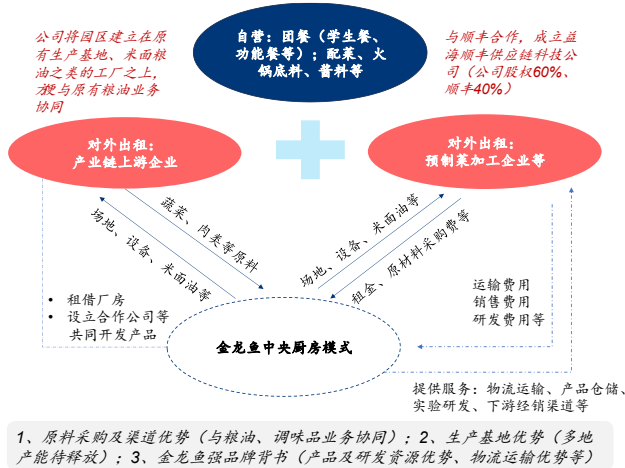 公司将园区建立在原
有生产基地、米面粮
油之类的工厂之上，
方便与原有粮油业务
协同
自营：团餐（学生餐、
功能餐等）；配菜、火
锅底料、酱料等
与顺丰合作，成立益
海顺丰供应链科技公
司（公司股权60%、
顺丰40%）
对外出租：
产业链上游企业
对外出租：
预制菜加工企业等
蔬菜、肉类等原料
场地、设备、米面油等
场地、设备、米面油等
租金、原材料采购费等
• 租借厂房
• 设立合作公司等
共同开发产品
运输费用
销售费用
研发费用等
金龙鱼中央厨房模式
提供服务：物流运输、产品仓储、
实验研发、下游经销渠道等
1、原料采购及渠道优势（与粮油、调味品业务协同）；2、生产基地优势（多地
产能待释放）；3、金龙鱼强品牌背书（产品及研发资源优势、物流运输优势等）